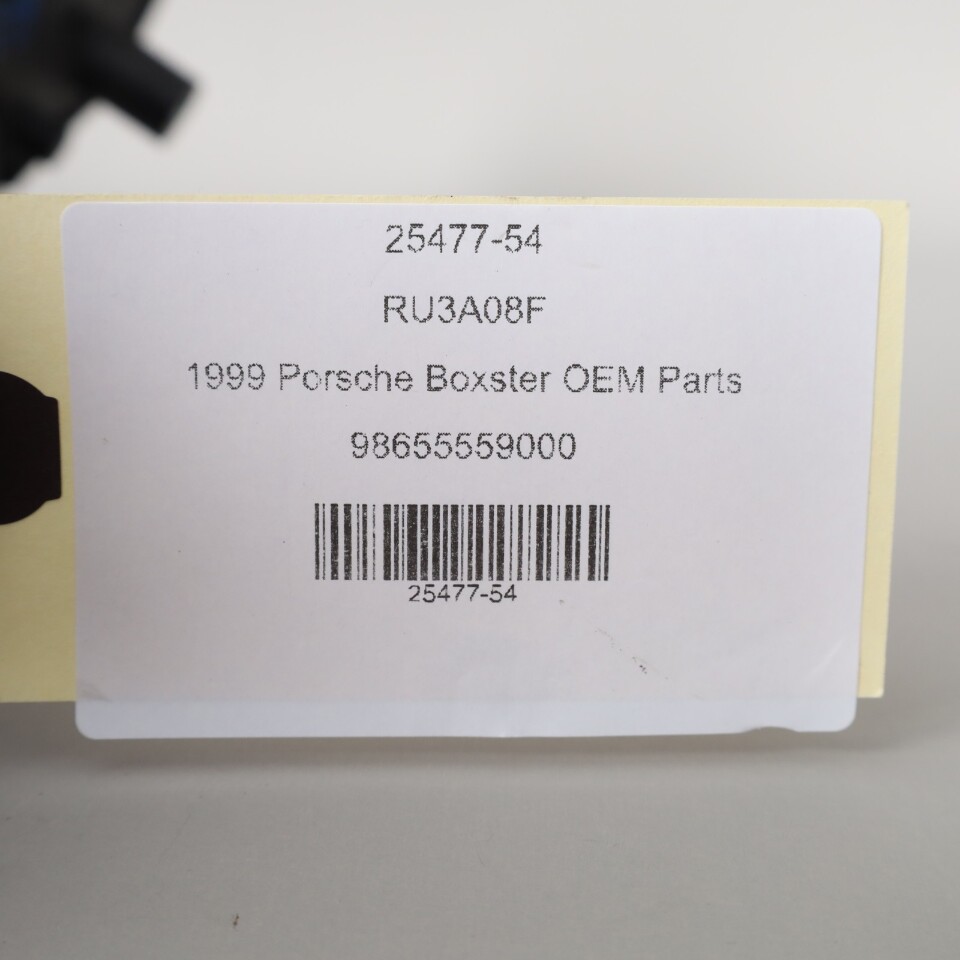 25477-54
RU3A08F
1999 Porsche Boxster OEM Parts
98655559000
25477-54